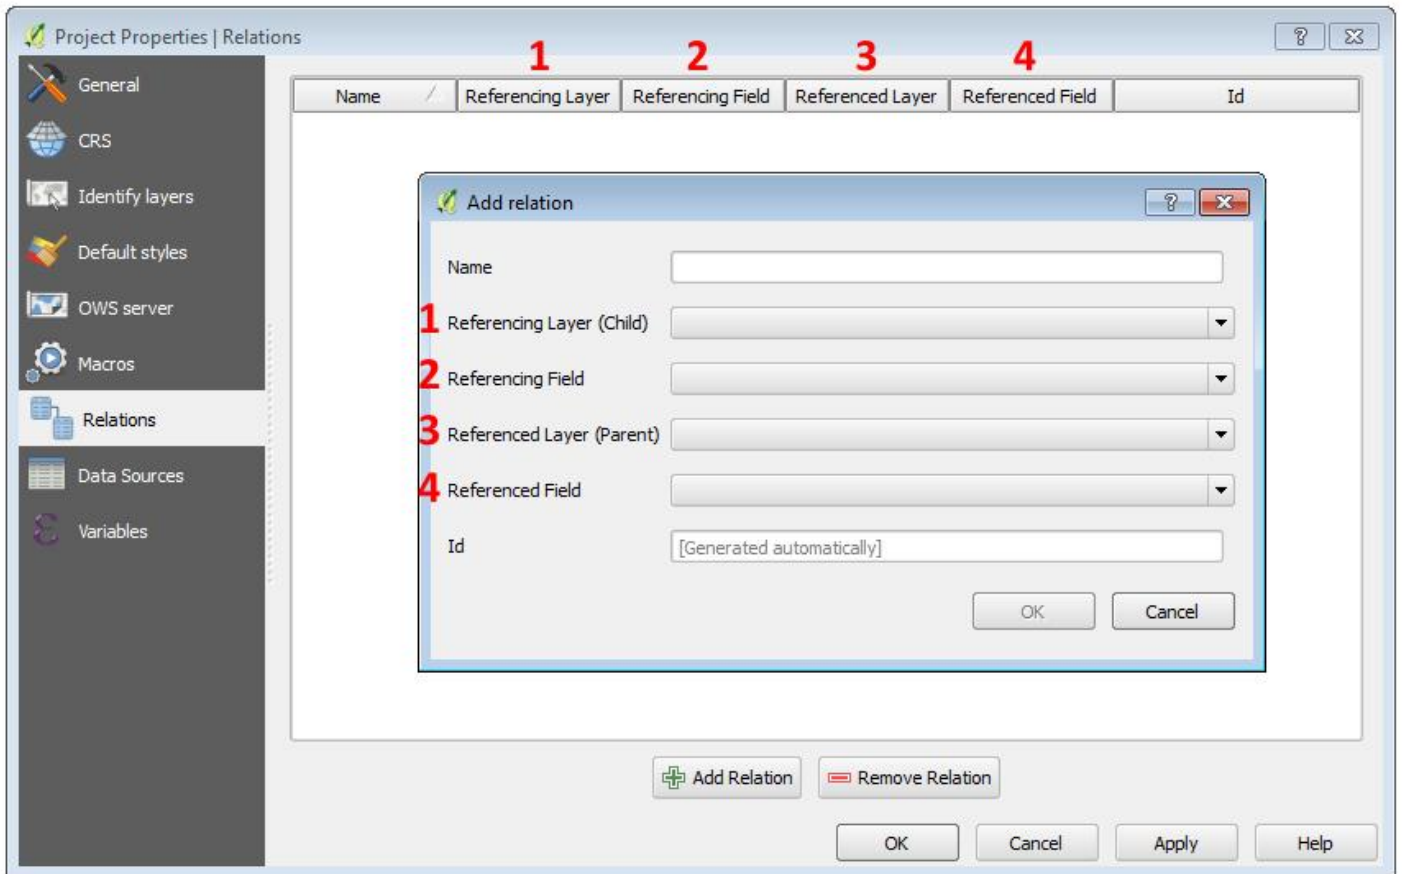 Project Properties | Relations
1 2 3 4
Name Referencing Layer Referencing Field Referenced Layer Referenced Field Id
General
CRS
Identify layers
Default styles
OWS server
Macros
Relations
Data Sources
Variables
Add relation
Name
1 Referencing Layer (Child)
2 Referencing Field
3 Referenced Layer (Parent)
4 Referenced Field
Id [Generated automatically]
OK Cancel
Add Relation Remove Relation
OK Cancel Apply Help